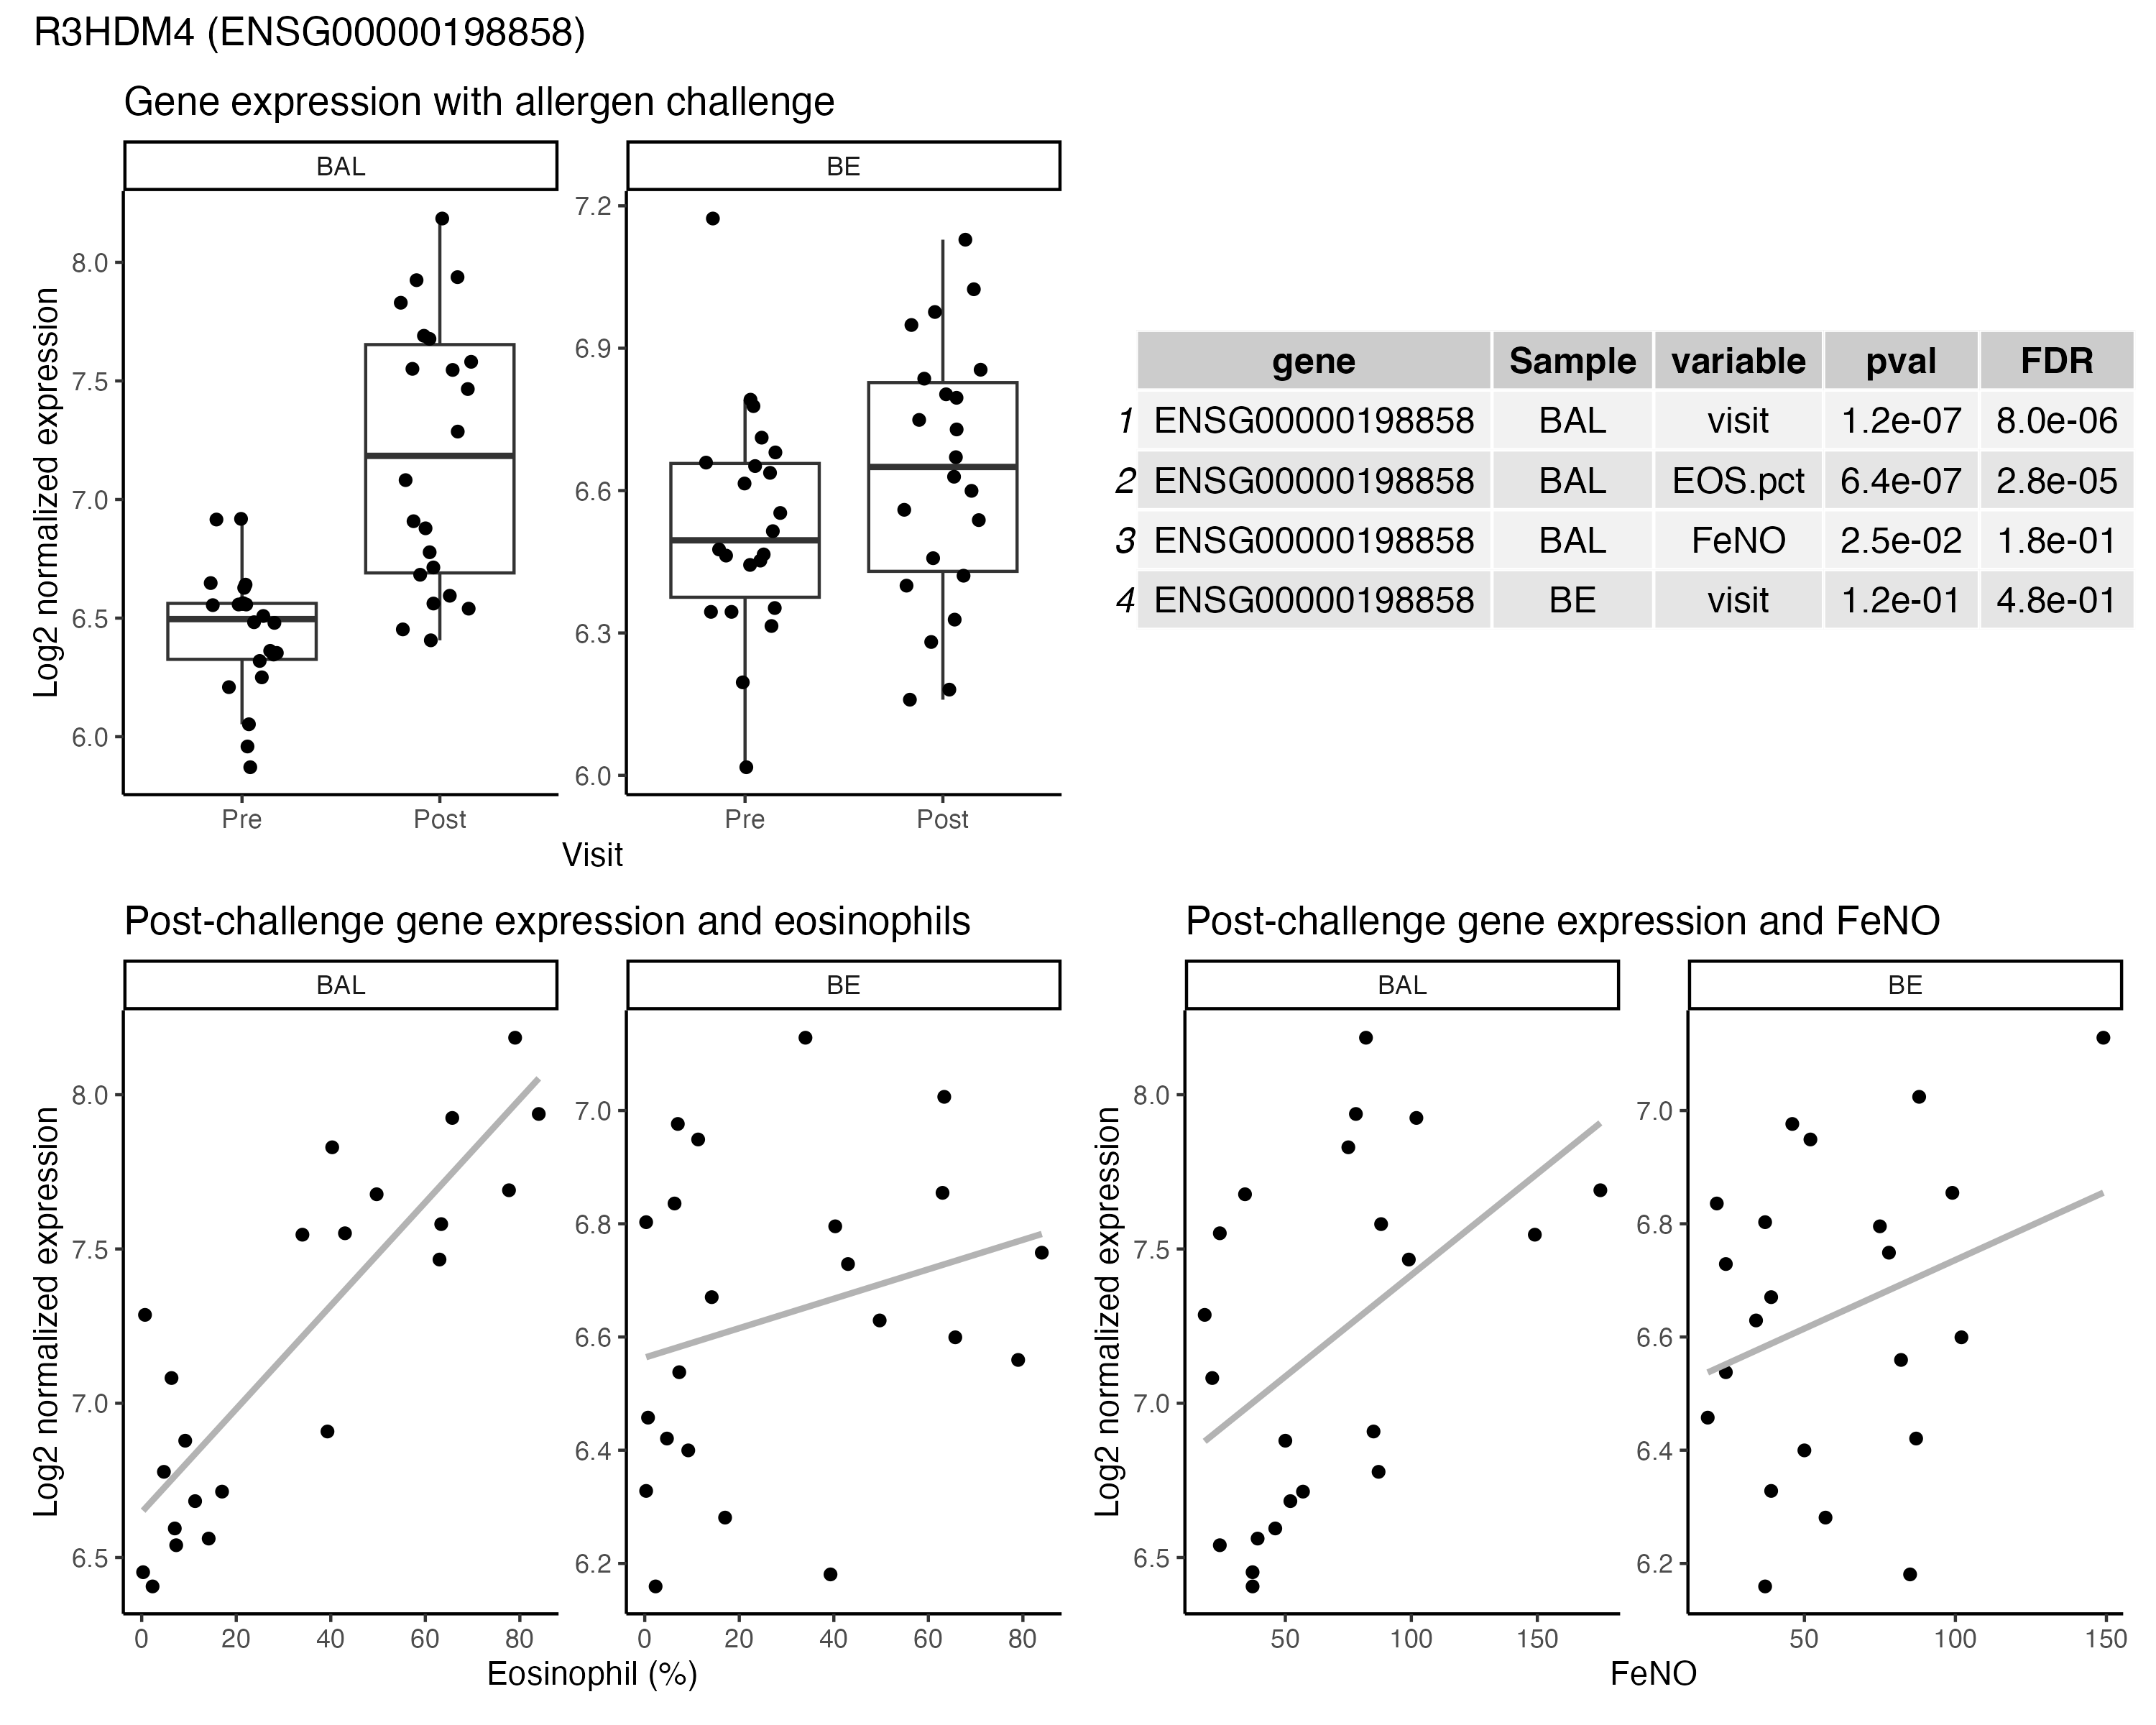 R3HDM4 (ENSG00000198858)
Gene expression with allergen challenge
BAL BE
Log2 normalized expression
8.0
7.5
7.0
6.5
6.0
7.2
6.9
6.6
6.3
6.0
Pre Post Pre Post
Visit
gene Sample variable pval FDR
1 ENSG00000198858 BAL visit 1.2e-07 8.0e-06
2 ENSG00000198858 BAL EOS.pct 6.4e-07 2.8e-05
3 ENSG00000198858 BAL FeNO 2.5e-02 1.8e-01
4 ENSG00000198858 BE visit 1.2e-01 4.8e-01
Post-challenge gene expression and eosinophils
BAL BE
Log2 normalized expression
8.0
7.5
7.0
6.5
7.0
6.8
6.6
6.4
6.2
0 20 40 60 80 0 20 40 60 80
Eosinophil (%)
Post-challenge gene expression and FeNO
BAL BE
Log2 normalized expression
8.0
7.5
7.0
6.5
7.0
6.8
6.6
6.4
6.2
50 100 150 50 100 150
FeNO